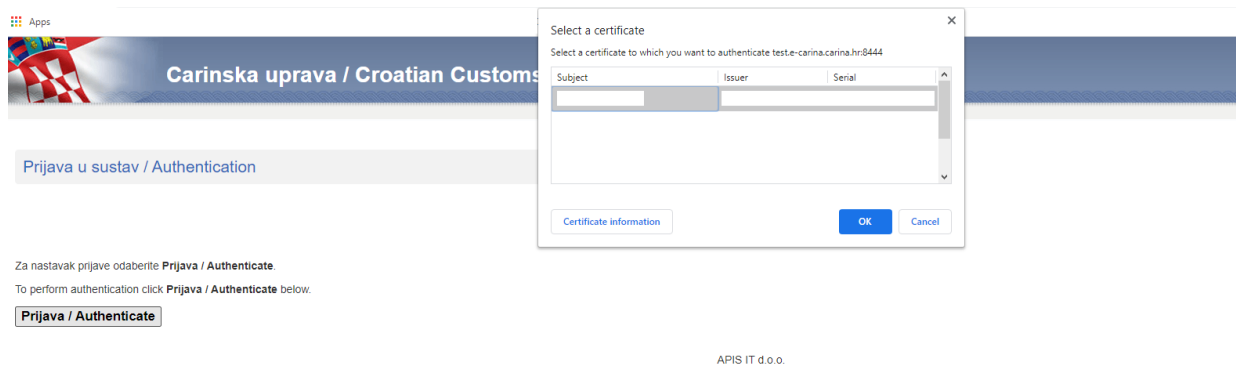 Apps
Carinska uprava / Croatian Customs
Select a certificate
Select a certificate to which you want to authenticate test.e-carina.carina.hr:8444
Subject Issuer Serial
Certificate information OK Cancel
Prijava u sustav / Authentication
Za nastavak prijave odaberite Prijava / Authenticate.
To perform authentication click Prijava / Authenticate below.
Prijava / Authenticate
APIS IT d.o.o.